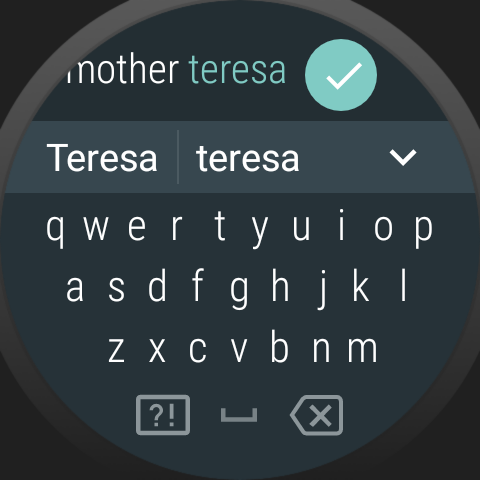 mother teresa
Teresa teresa
q w e r t y u i o p
a s d f g h j k l
z x c v b n m
?!